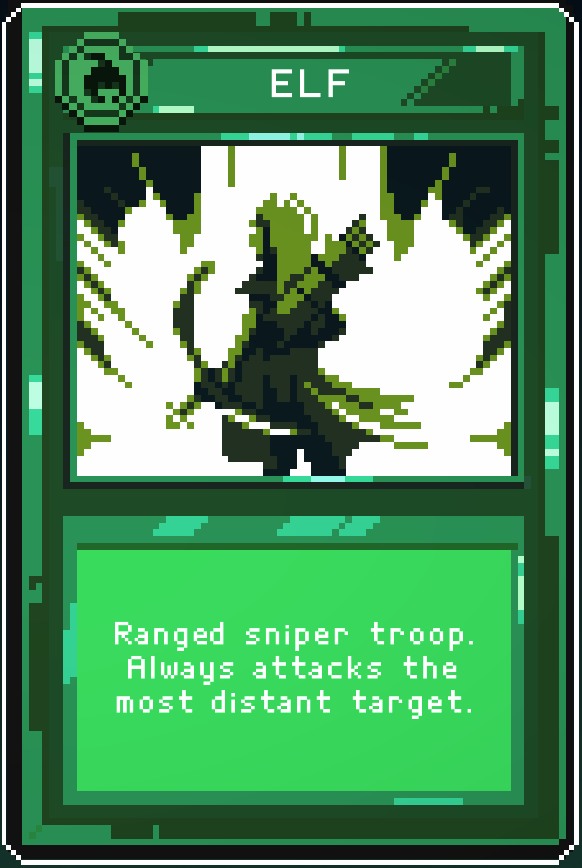 ELF
Ranged sniper troop.
Always attacks the
most distant target.